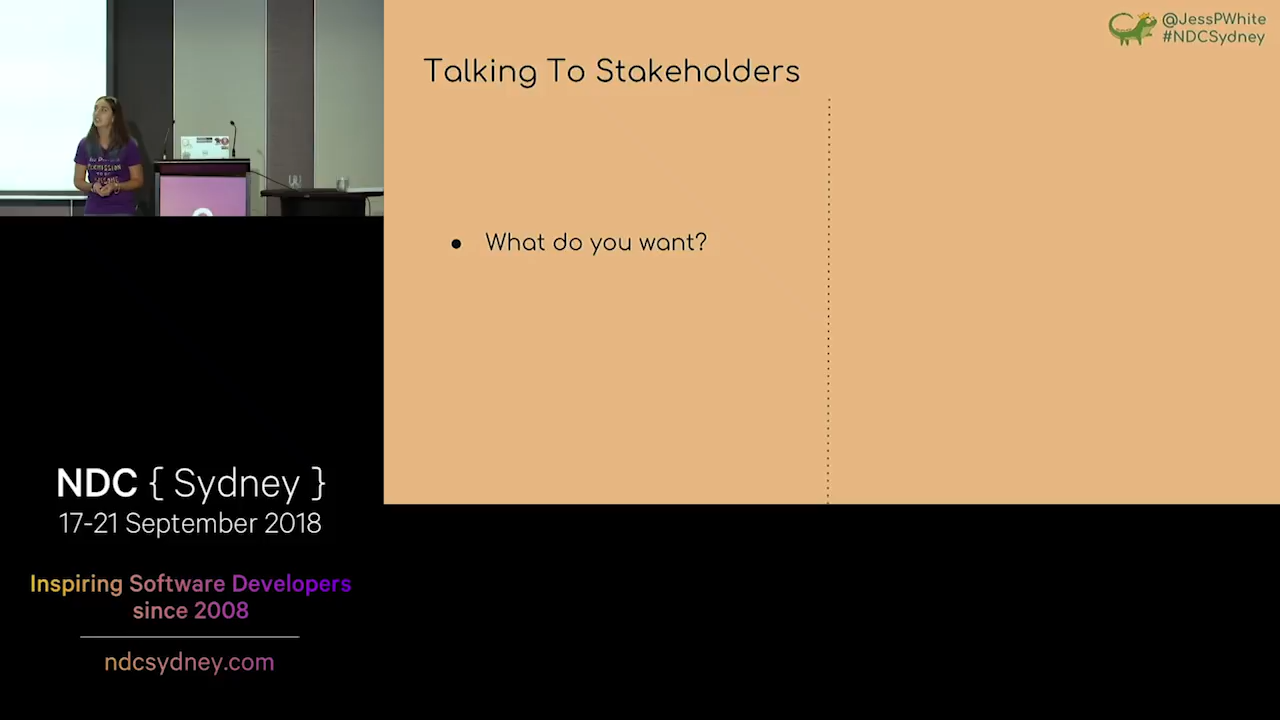 @JessPWhite
#NDCSydney
Talking To Stakeholders
● What do you want?
NDC { Sydney }
17-21 September 2018
Inspiring Software Developers
since 2008
ndcsydney.com